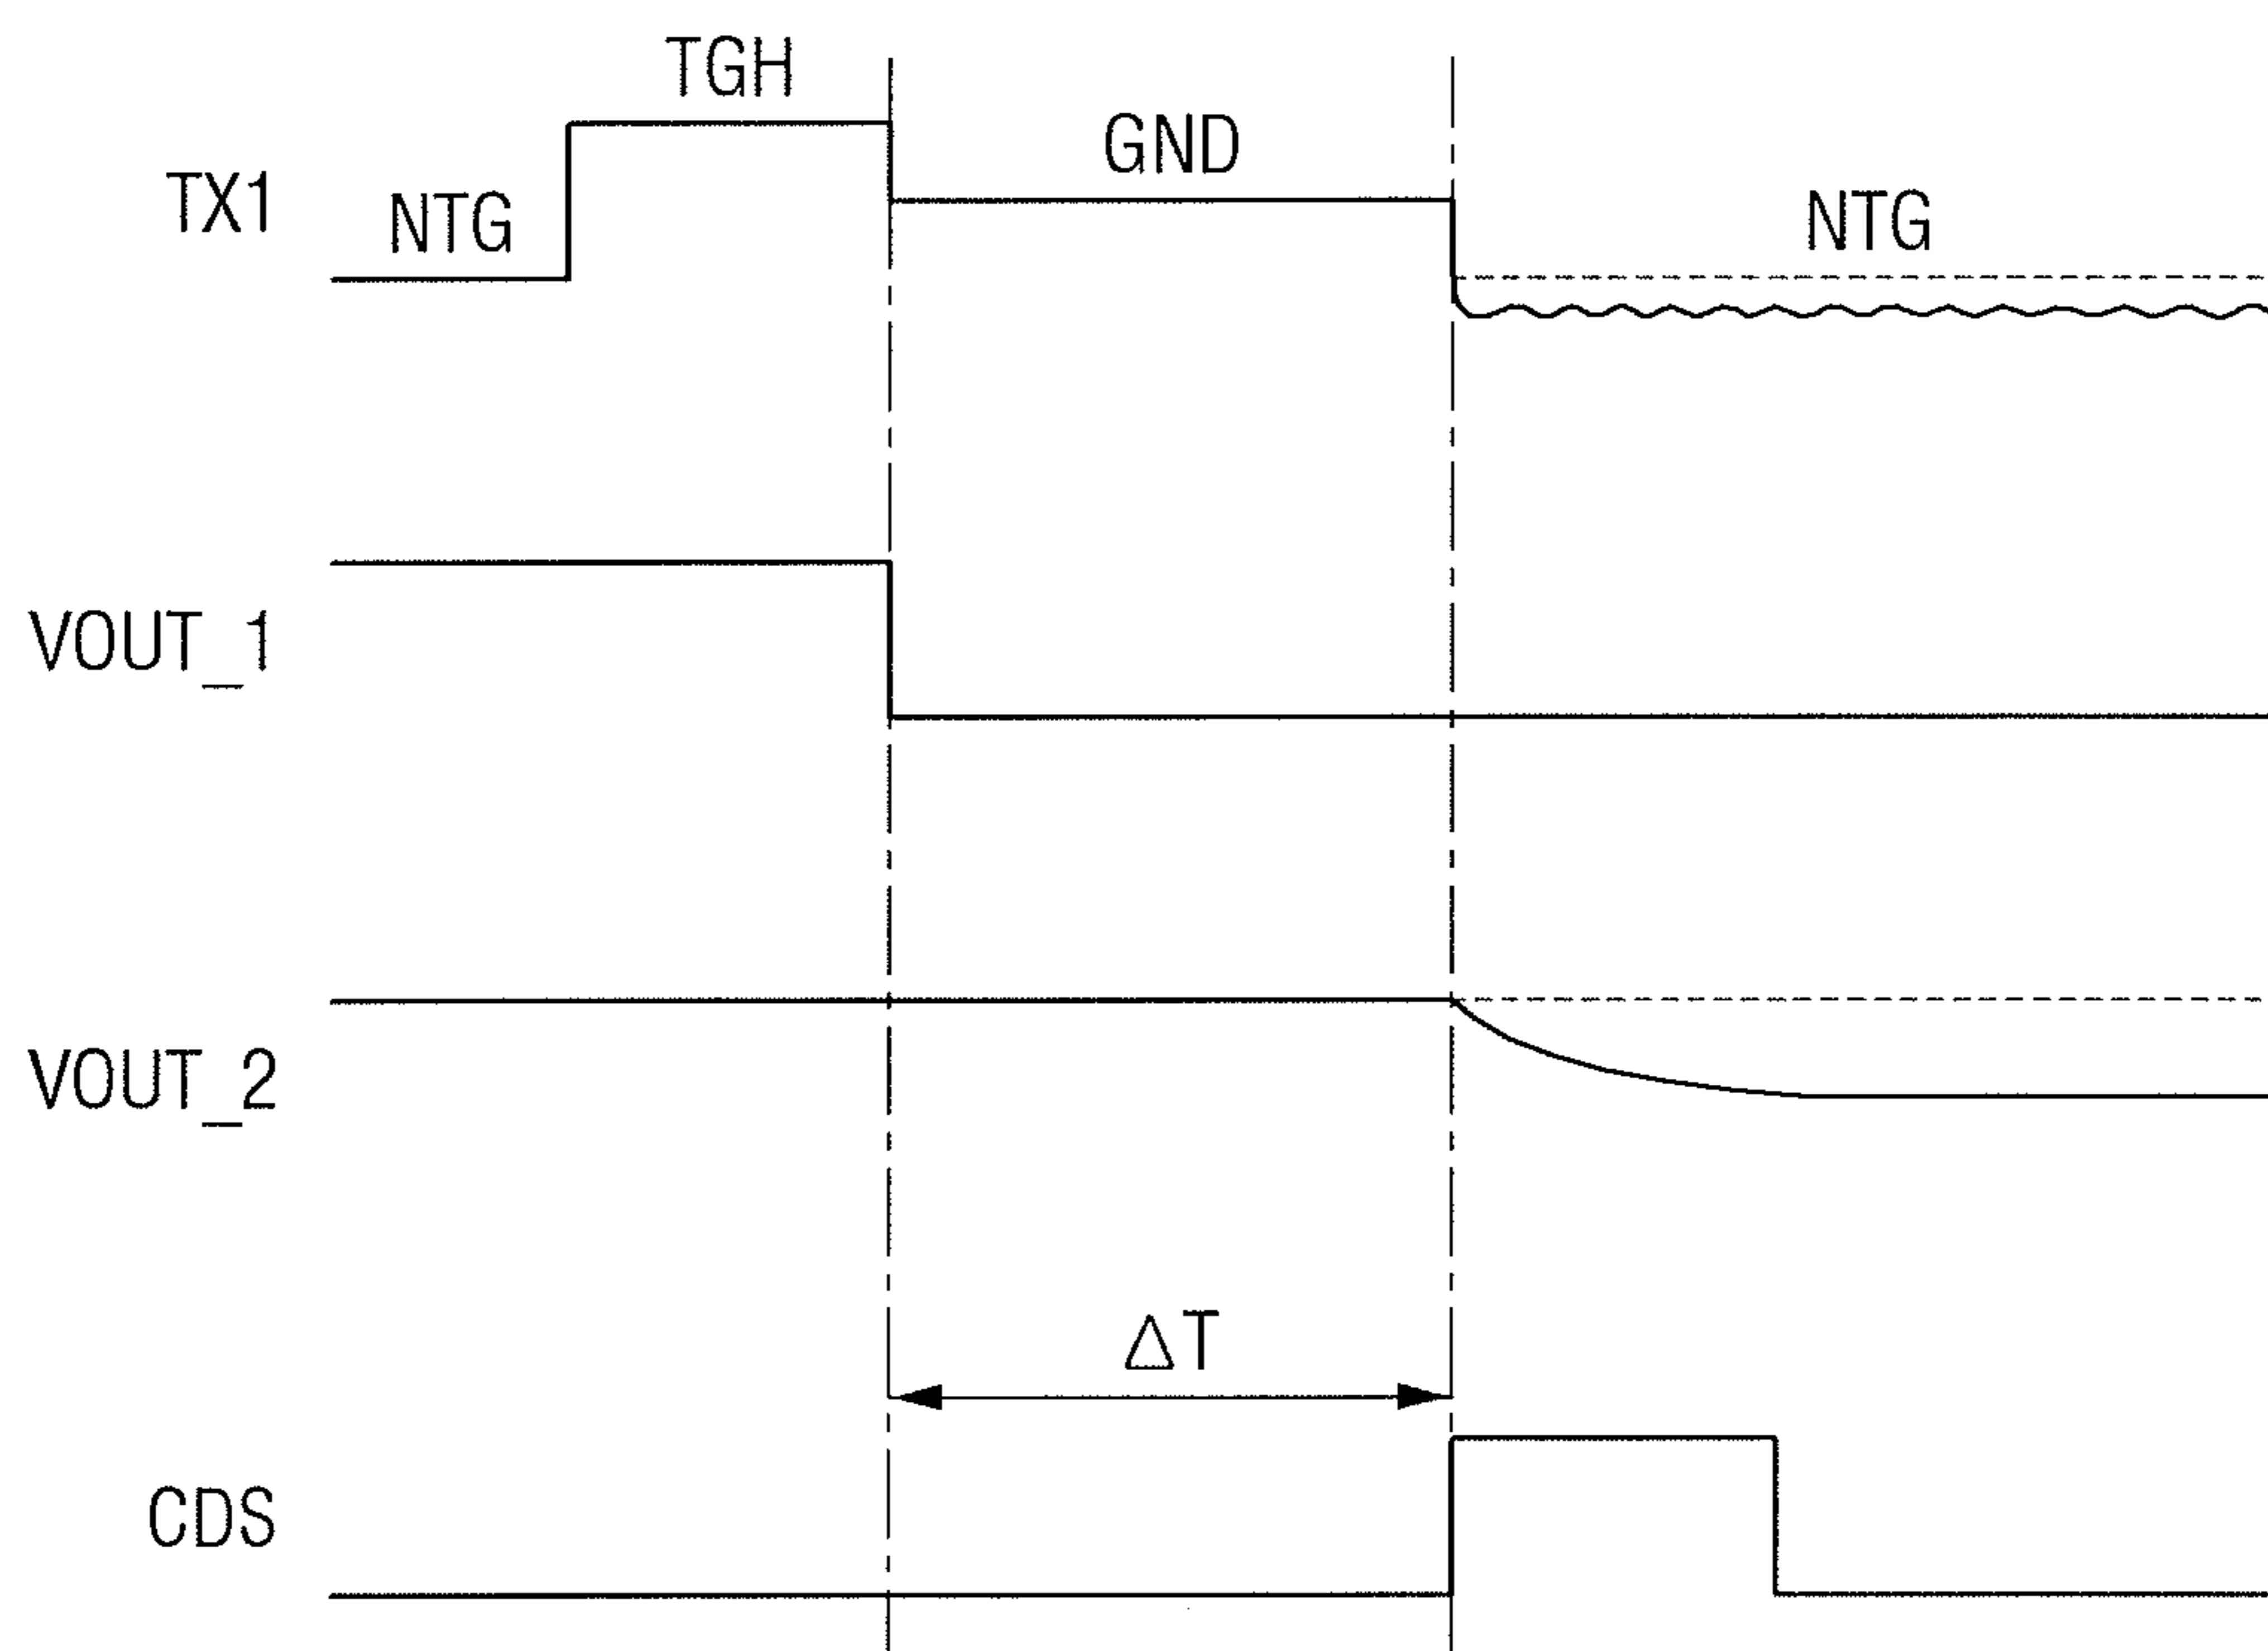 TGH
GND
TX1
NTG
NTG
VOUT_1
VOUT_2
ΔT
CDS